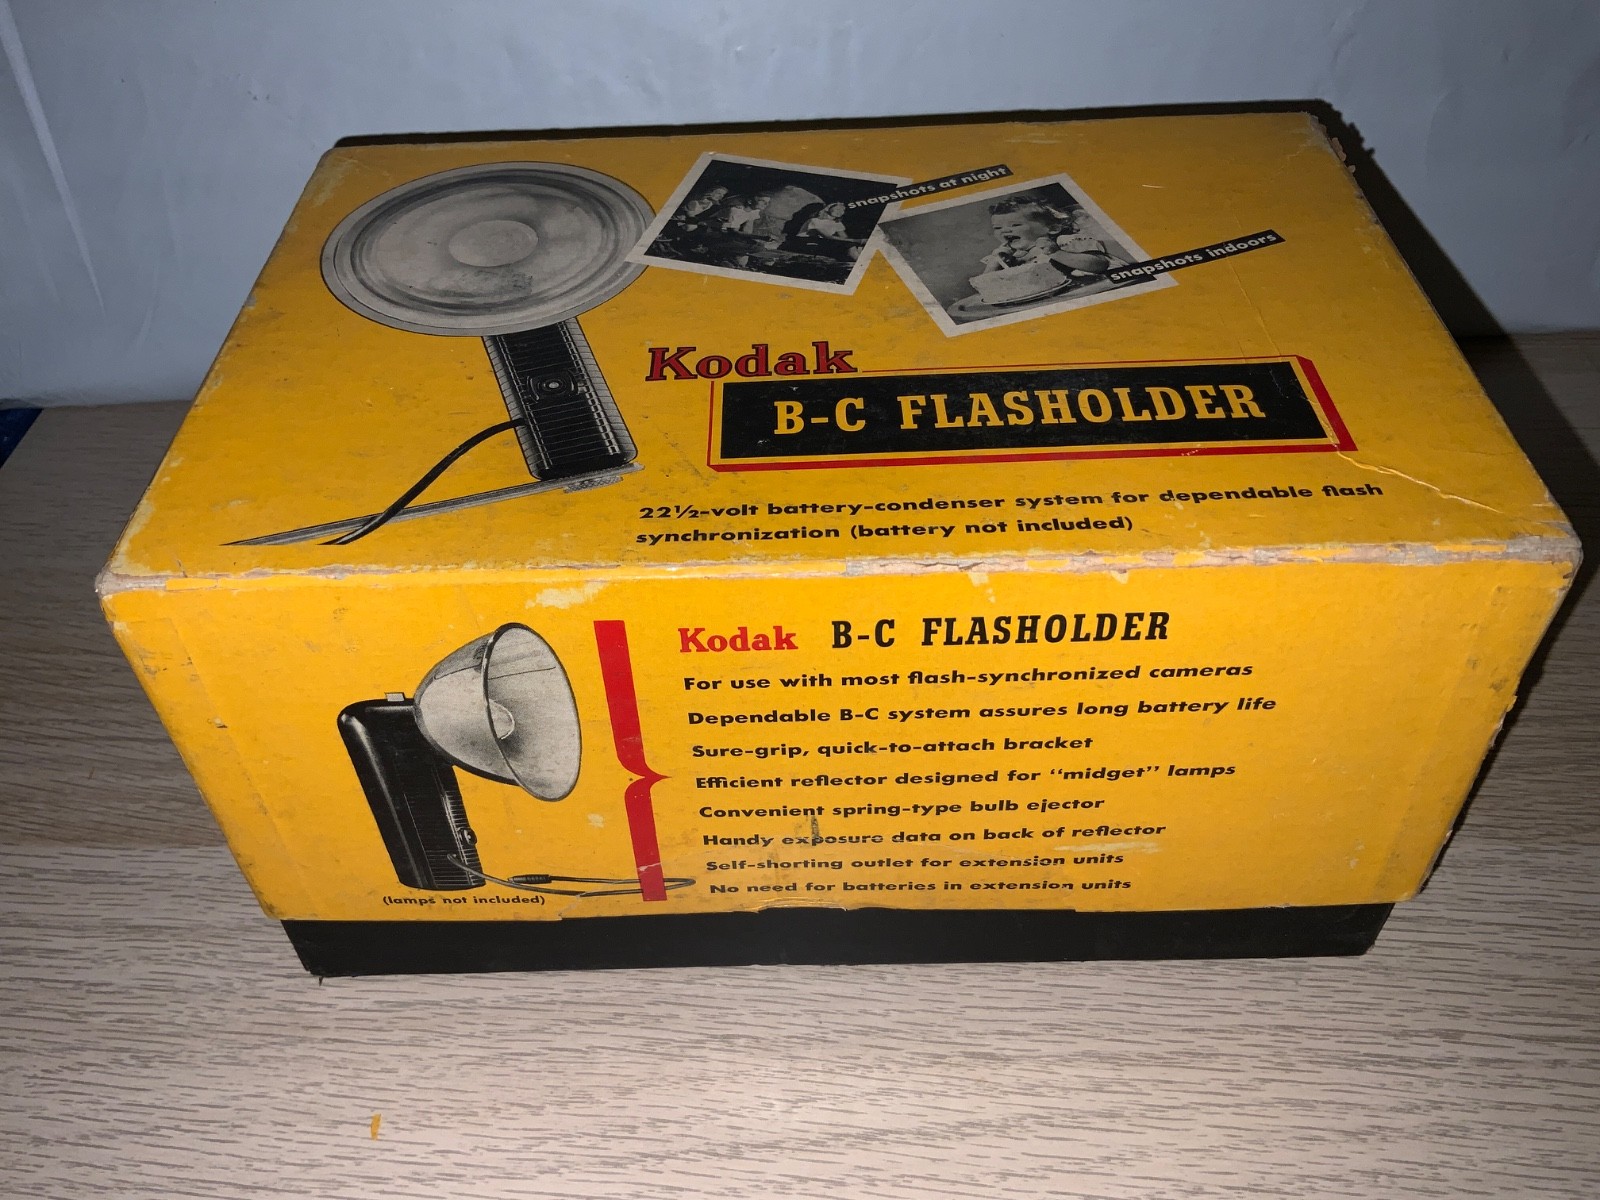 snapshots at night
snapshots indoors
Kodak
B-C FLASHOLDER
22½-volt battery-condenser system for dependable flash
synchronization (battery not included)
Kodak B-C FLASHOLDER
For use with most flash-synchronized cameras
Dependable B-C system assures long battery life
Sure-grip, quick-to-attach bracket
Efficient reflector designed for "midget" lamps
Convenient spring-type bulb ejector
Handy exposure data on back of reflector
Self-shorting outlet for extension units
No need for batteries in extension units
(lamps not included)